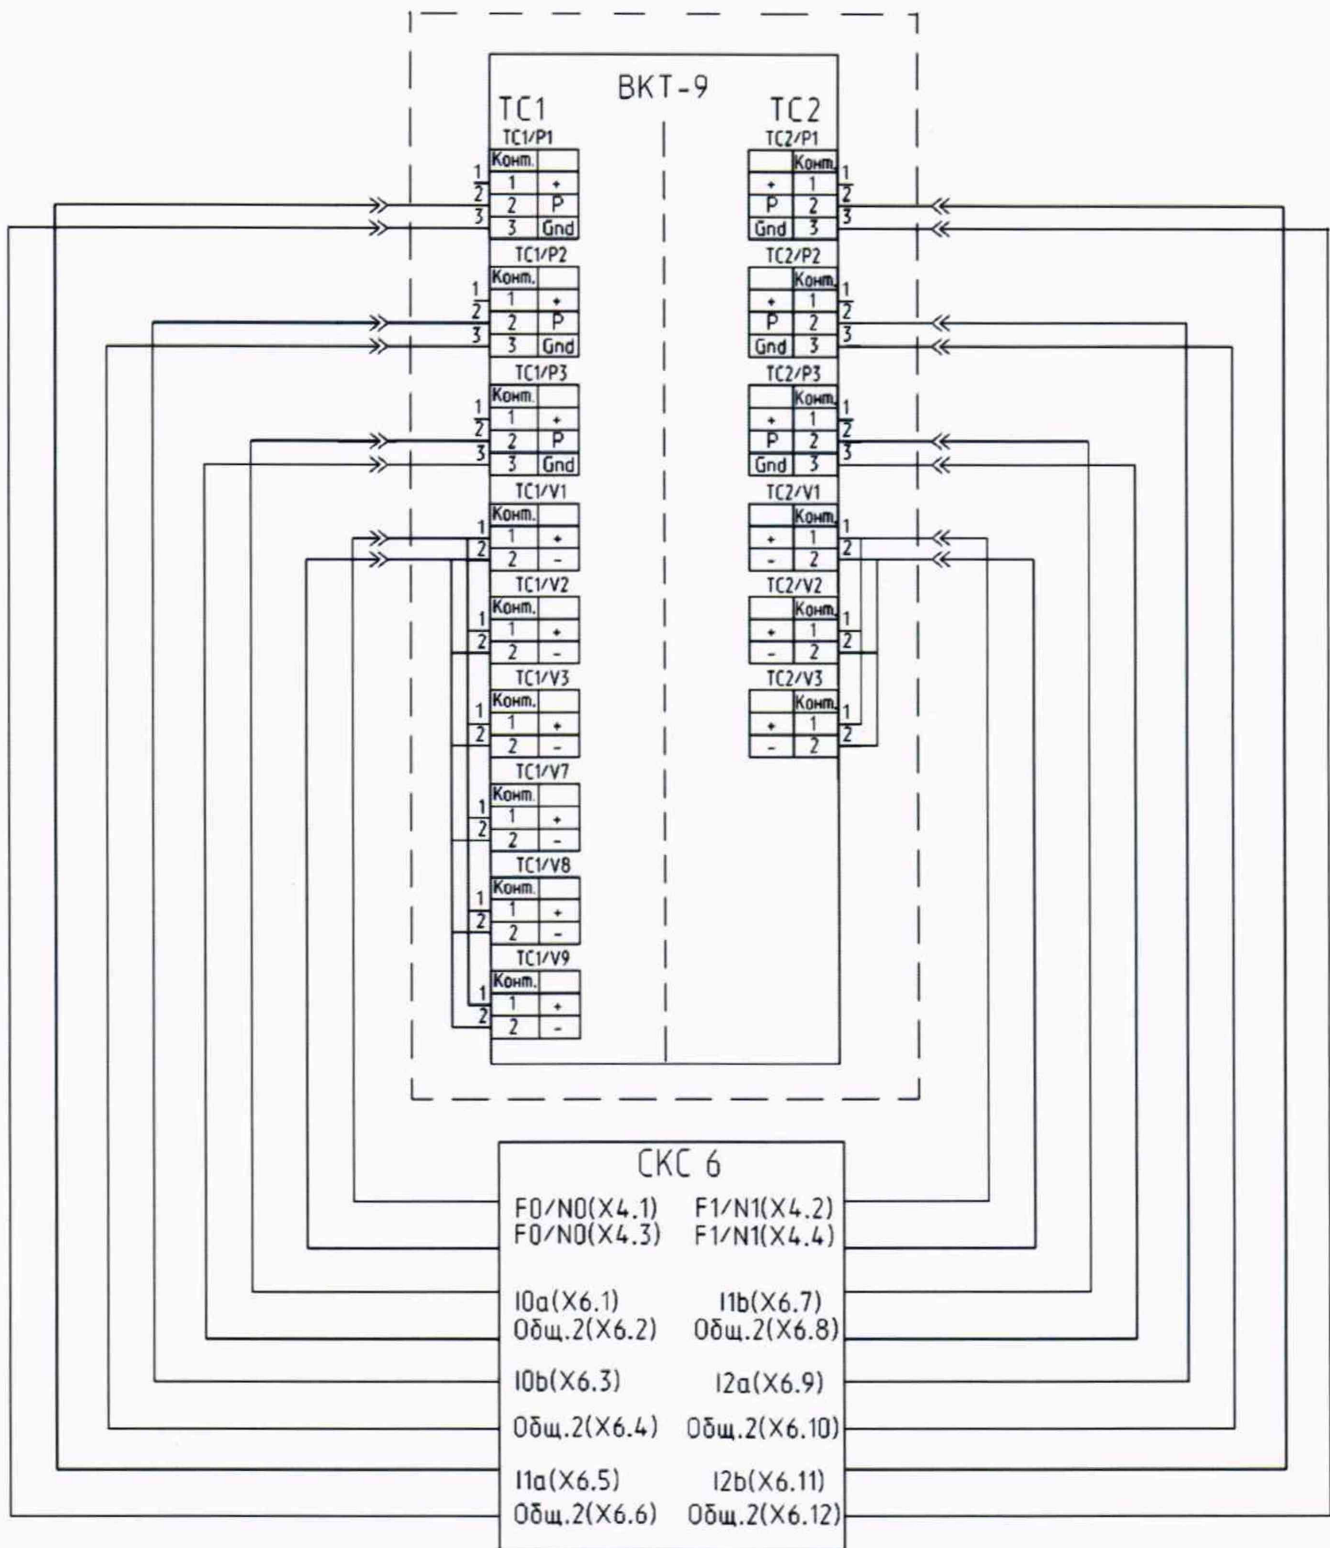 ВКТ-9
ТС1 ТС2
ТС1/Р1 ТС2/Р1
Конт. Конт.
1 1 + + 1 1
2 2 Р Р 2 2
3 3 Gnd Gnd 3 3
ТС1/Р2 ТС2/Р2
Конт. Конт.
1 1 + + 1 1
2 2 Р Р 2 2
3 3 Gnd Gnd 3 3
ТС1/Р3 ТС2/Р3
Конт. Конт.
1 1 + + 1 1
2 2 Р Р 2 2
3 3 Gnd Gnd 3 3
ТС1/V1 ТС2/V1
Конт. Конт.
1 1 + + 1 1
2 2 - - 2 2
ТС1/V2 ТС2/V2
Конт. Конт.
1 1 + + 1 1
2 2 - - 2 2
ТС1/V3 ТС2/V3
Конт. Конт.
1 1 + + 1 1
2 2 - - 2 2
ТС1/V7
Конт.
1 1 +
2 2 -
ТС1/V8
Конт.
1 1 +
2 2 -
ТС1/V9
Конт.
1 1 +
2 2 -
СКС 6
F0/N0(X4.1) F1/N1(X4.2)
F0/N0(X4.3) F1/N1(X4.4)
I0a(X6.1) I1b(X6.7)
Общ.2(X6.2) Общ.2(X6.8)
I0b(X6.3) I2a(X6.9)
Общ.2(X6.4) Общ.2(X6.10)
I1a(X6.5) I2b(X6.11)
Общ.2(X6.6) Общ.2(X6.12)